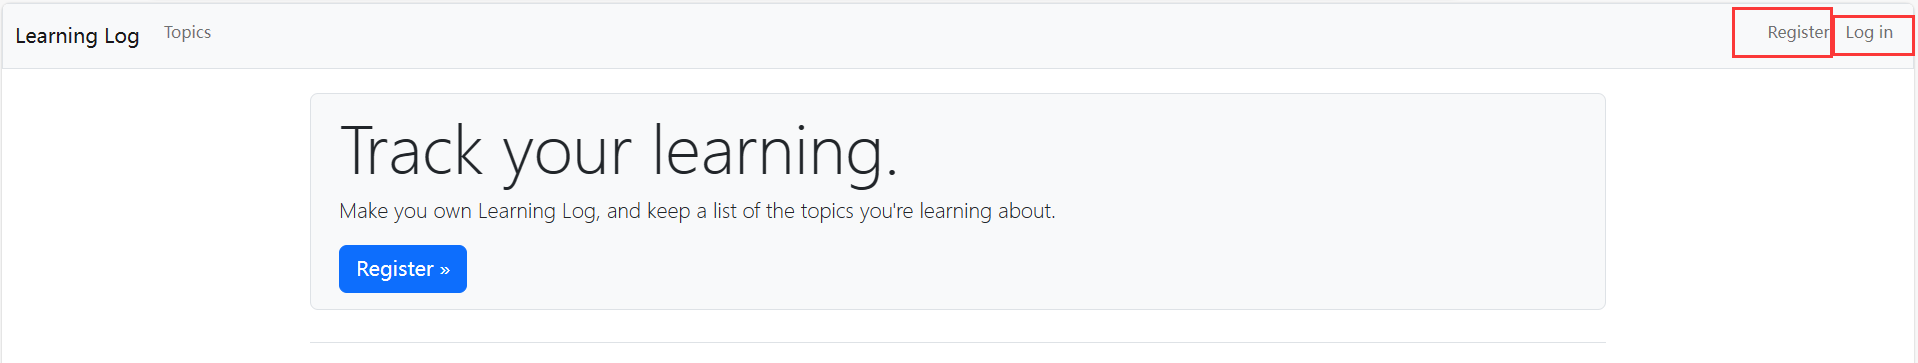 Learning Log Topics Register Log in
Track your learning.
Make you own Learning Log, and keep a list of the topics you're learning about.
Register »